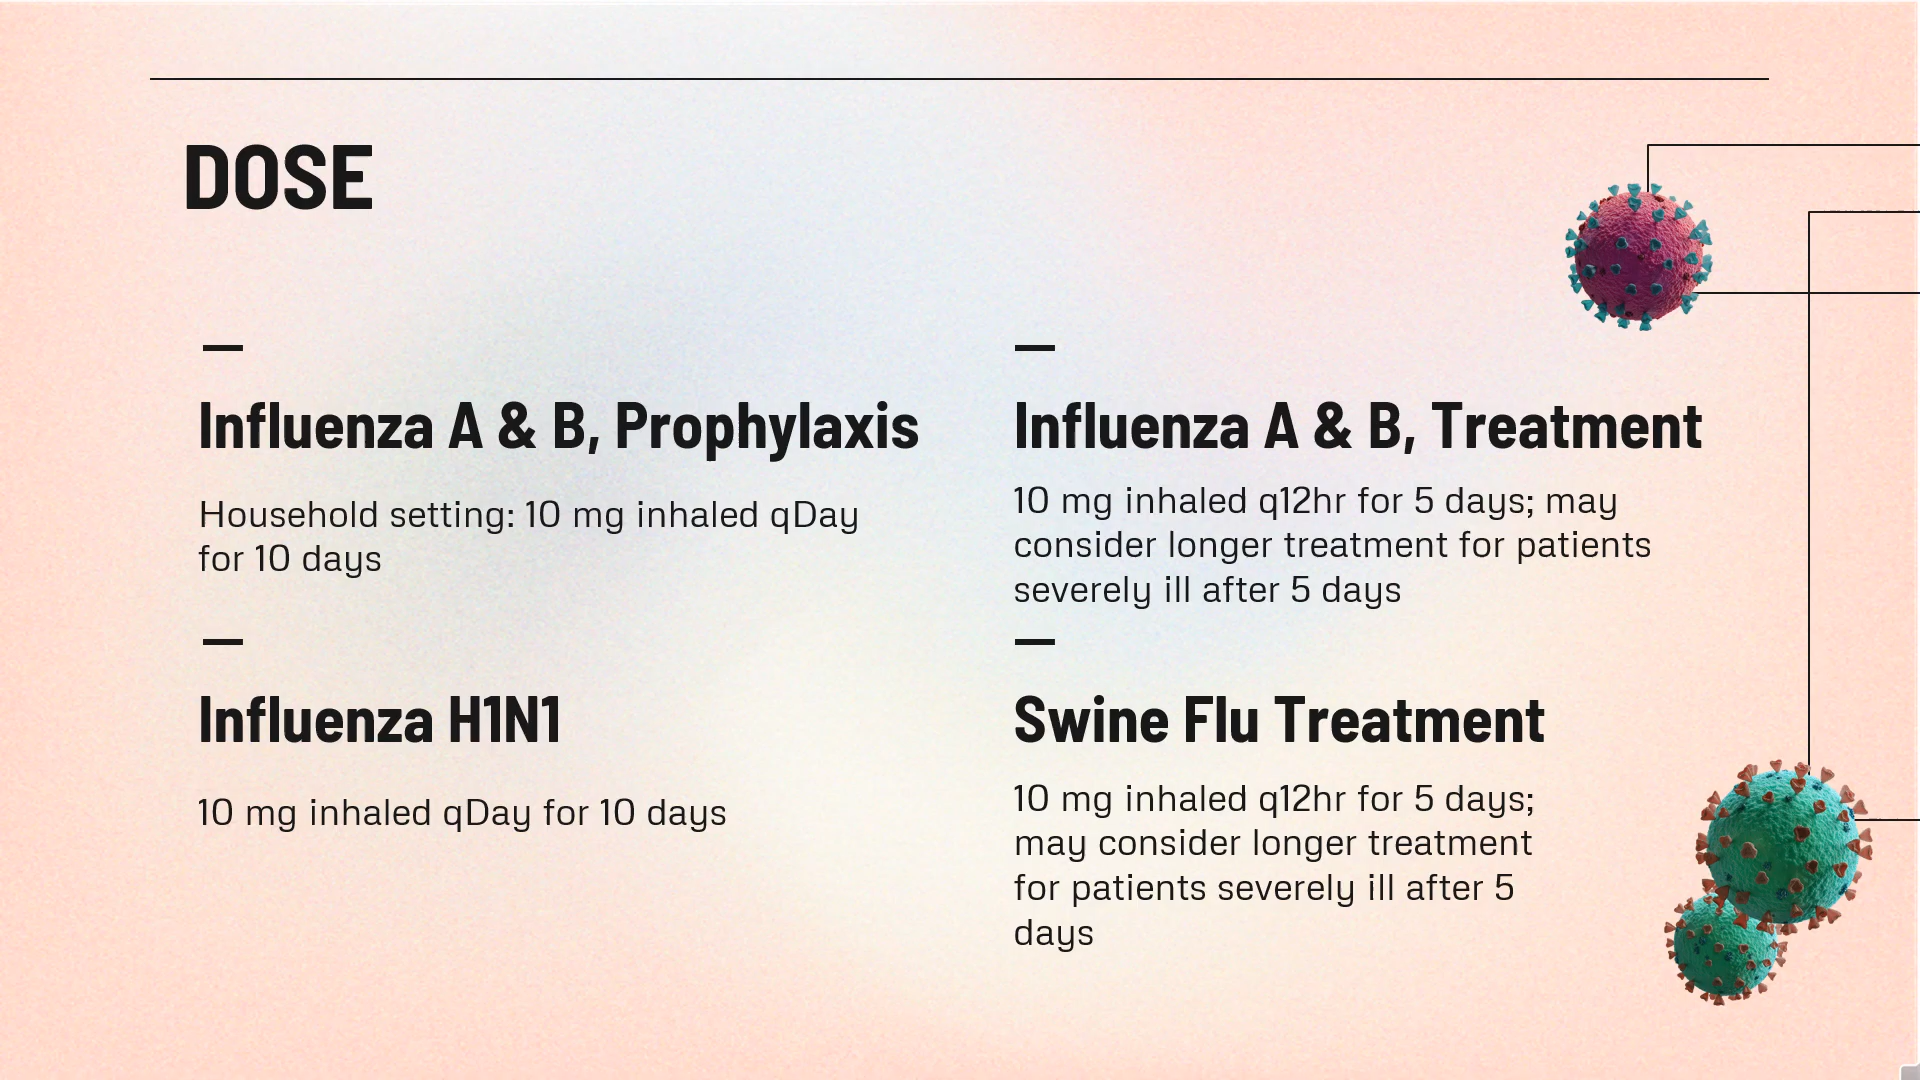 DOSE
Influenza A & B, Prophylaxis
Household setting: 10 mg inhaled qDay
for 10 days
Influenza A & B, Treatment
10 mg inhaled q12hr for 5 days; may
consider longer treatment for patients
severely ill after 5 days
Influenza H1N1
10 mg inhaled qDay for 10 days
Swine Flu Treatment
10 mg inhaled q12hr for 5 days;
may consider longer treatment
for patients severely ill after 5
days